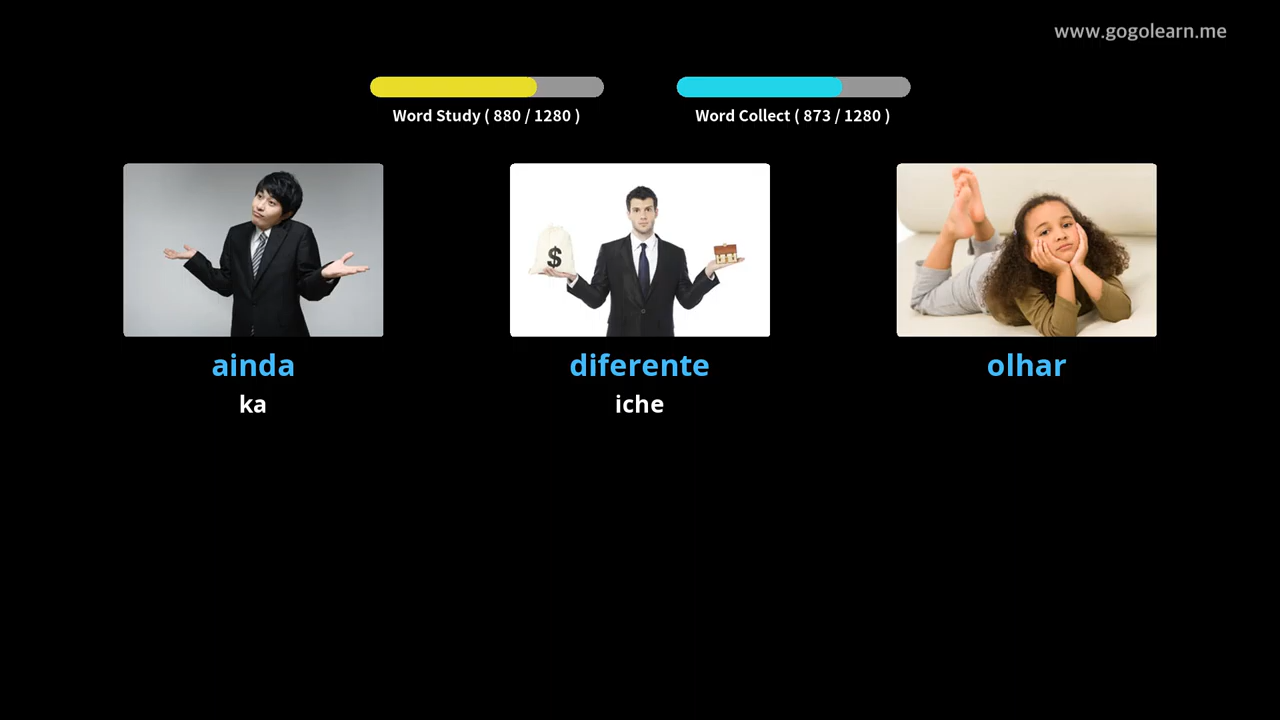 www.gogolearn.me
Word Study ( 880 / 1280 )
Word Collect ( 873 / 1280 )
$
ainda
diferente
olhar
ka
iche